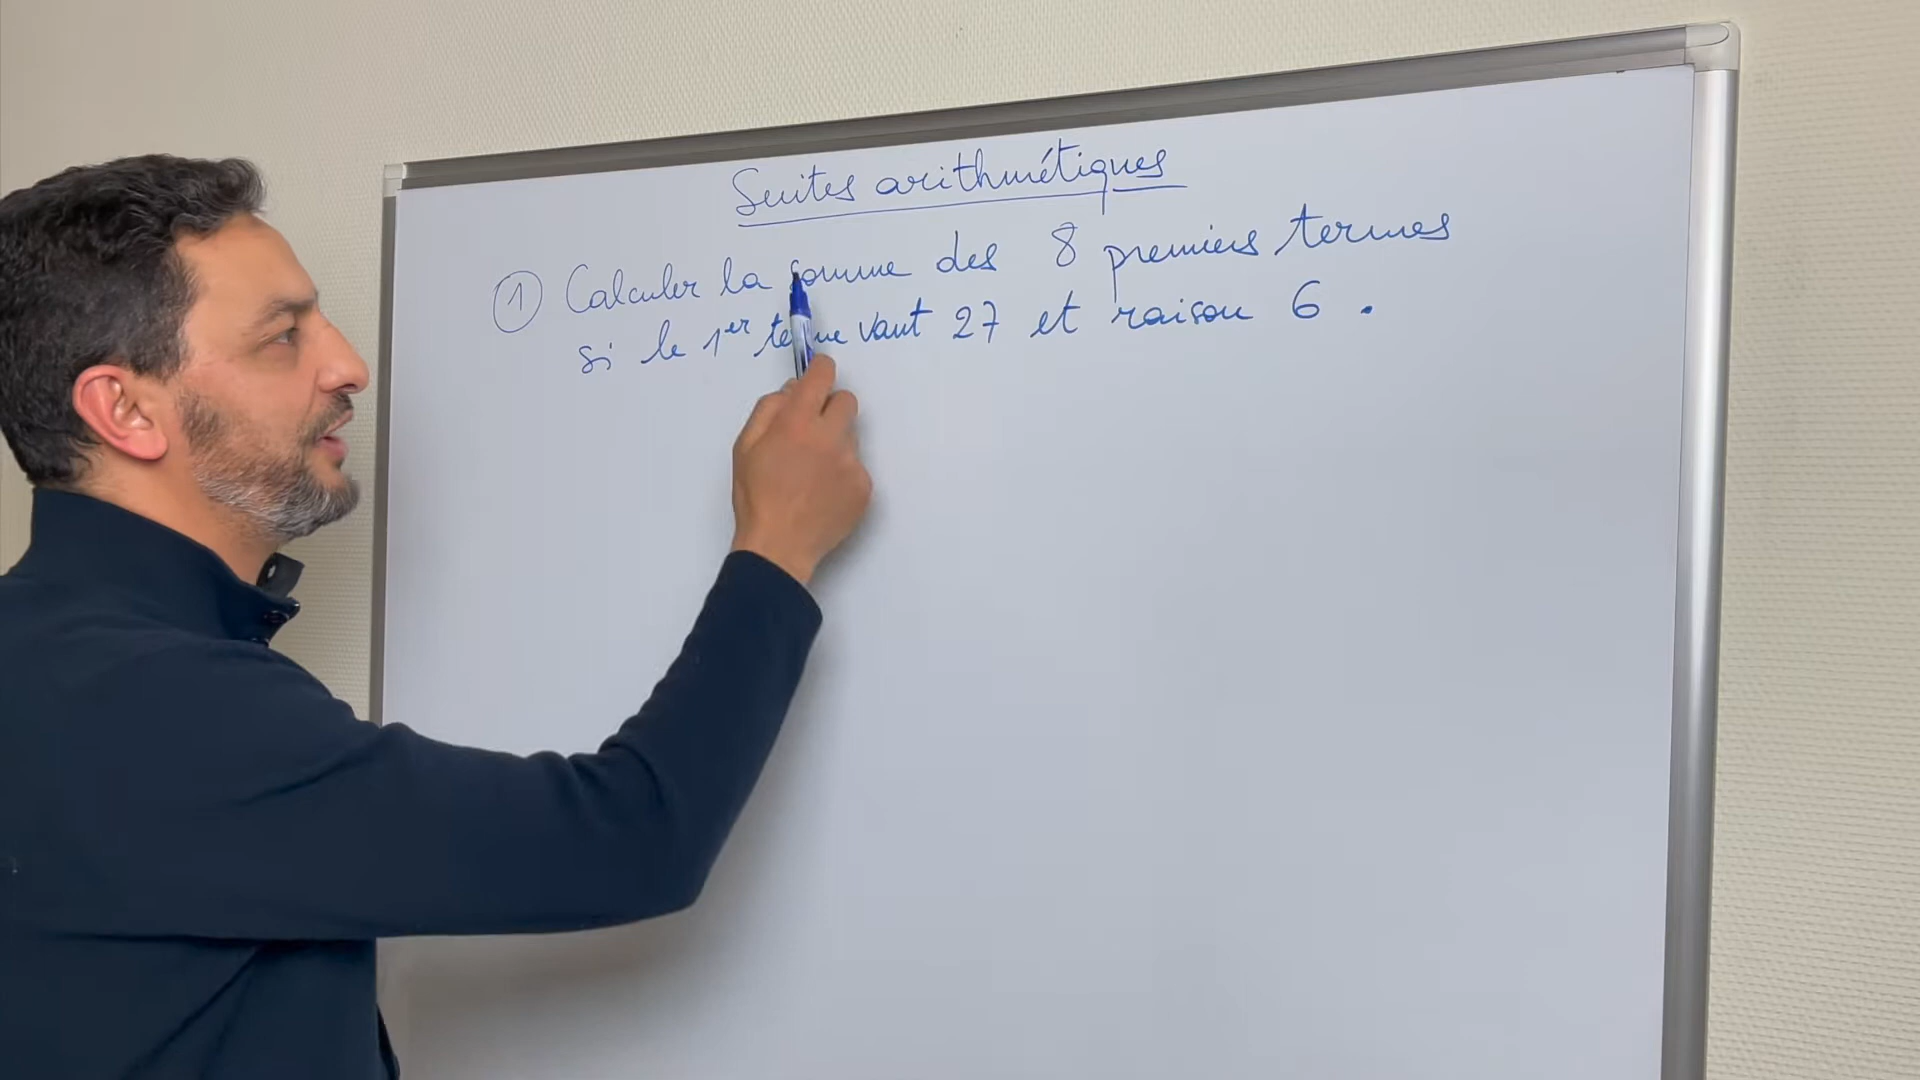 Suites arithmétiques
① Calculer la somme des 8 premiers termes
si le 1er terme vaut 27 et raison 6 .